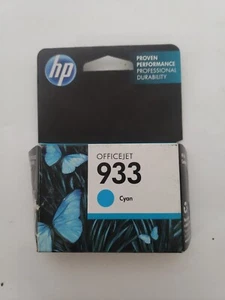 hp
PROVEN
PERFORMANCE
PROFESSIONAL
DURABILITY
OFFICEJET
933
Cyan